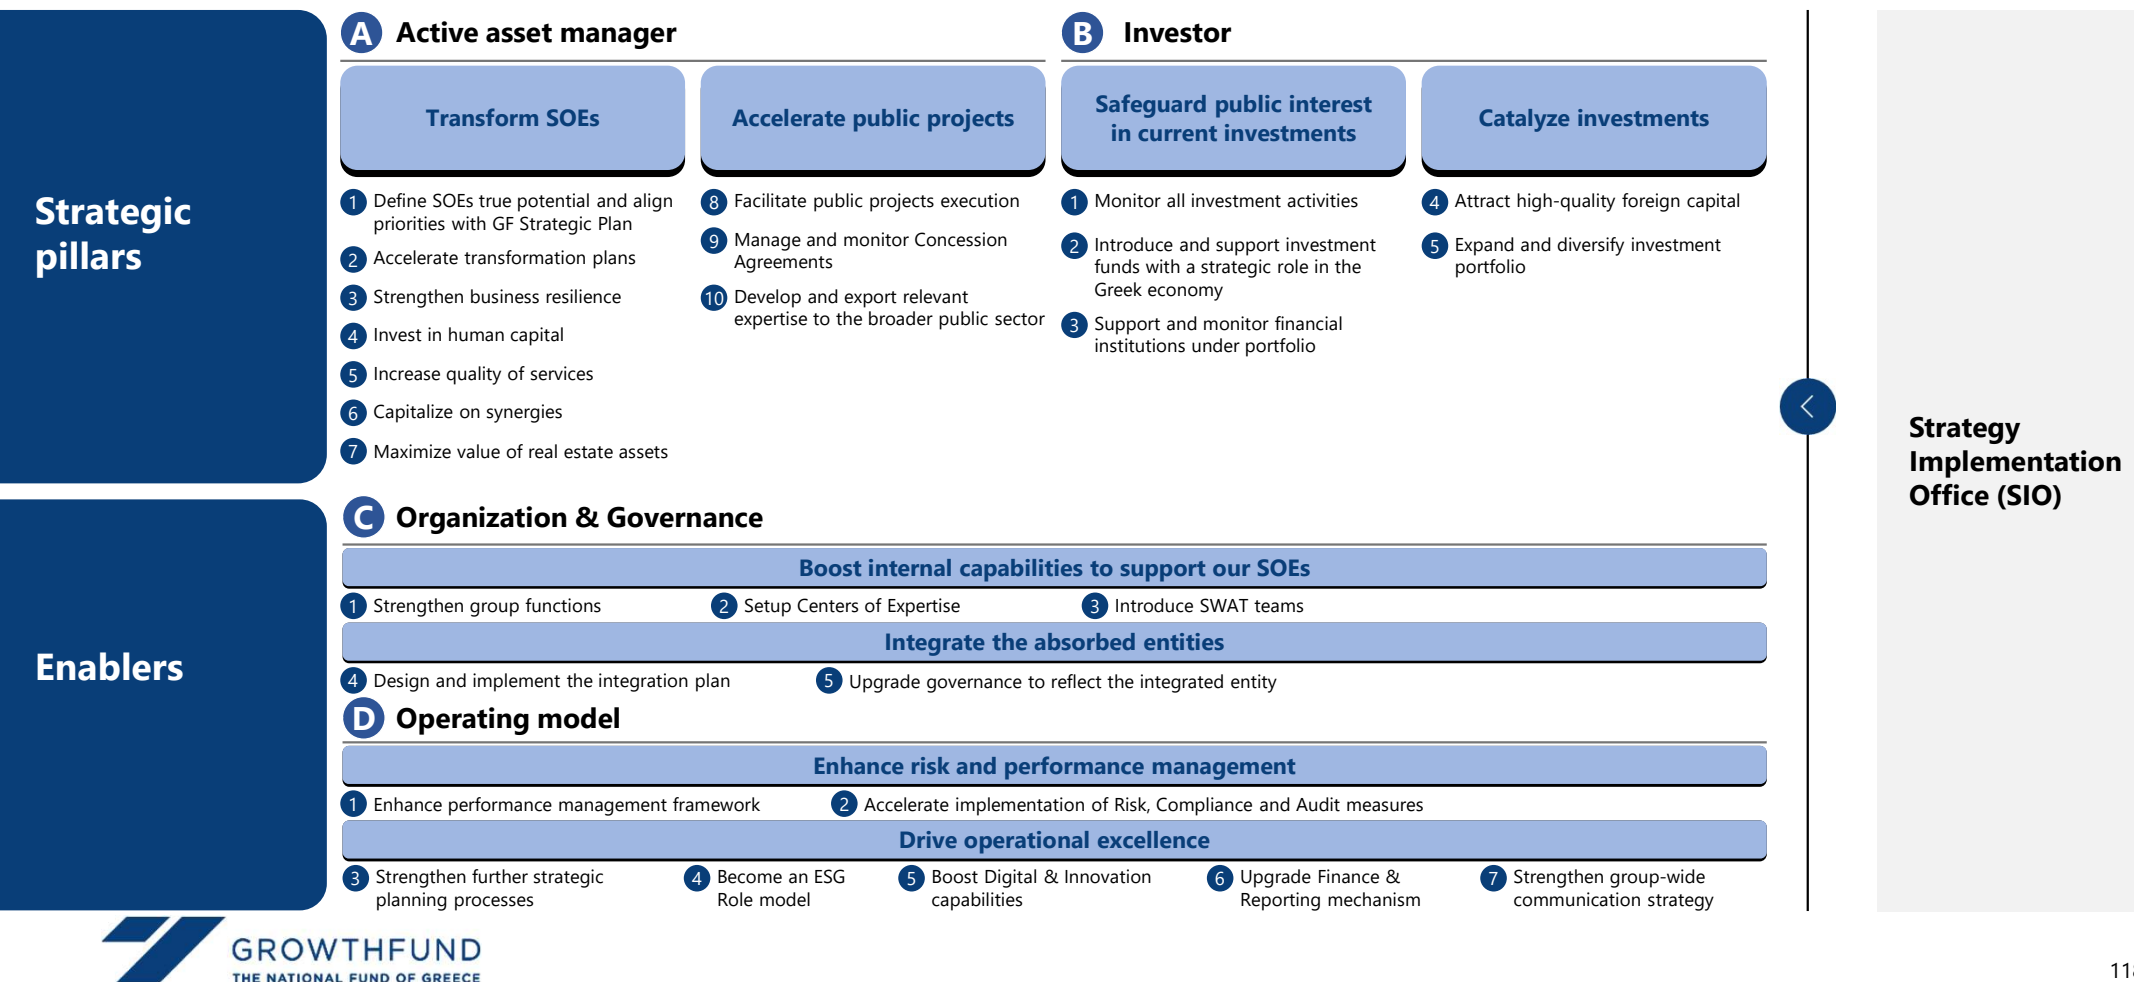 Strategic
pillars
A Active asset manager
Transform SOEs
1 Define SOEs true potential and align
priorities with GF Strategic Plan
2 Accelerate transformation plans
3 Strengthen business resilience
4 Invest in human capital
5 Increase quality of services
6 Capitalize on synergies
7 Maximize value of real estate assets
Accelerate public projects
8 Facilitate public projects execution
9 Manage and monitor Concession
Agreements
10 Develop and export relevant
expertise to the broader public sector
B Investor
Safeguard public interest
in current investments
1 Monitor all investment activities
2 Introduce and support investment
funds with a strategic role in the
Greek economy
3 Support and monitor financial
institutions under portfolio
Catalyze investments
4 Attract high-quality foreign capital
5 Expand and diversify investment
portfolio
Enablers
C Organization & Governance
Boost internal capabilities to support our SOEs
1 Strengthen group functions
2 Setup Centers of Expertise
3 Introduce SWAT teams
Integrate the absorbed entities
4 Design and implement the integration plan
5 Upgrade governance to reflect the integrated entity
D Operating model
Enhance risk and performance management
1 Enhance performance management framework
2 Accelerate implementation of Risk, Compliance and Audit measures
Drive operational excellence
3 Strengthen further strategic
planning processes
4 Become an ESG
Role model
5 Boost Digital & Innovation
capabilities
6 Upgrade Finance &
Reporting mechanism
7 Strengthen group-wide
communication strategy
Strategy
Implementation
Office (SIO)
GROWTHFUND
THE NATIONAL FUND OF GREECE
118